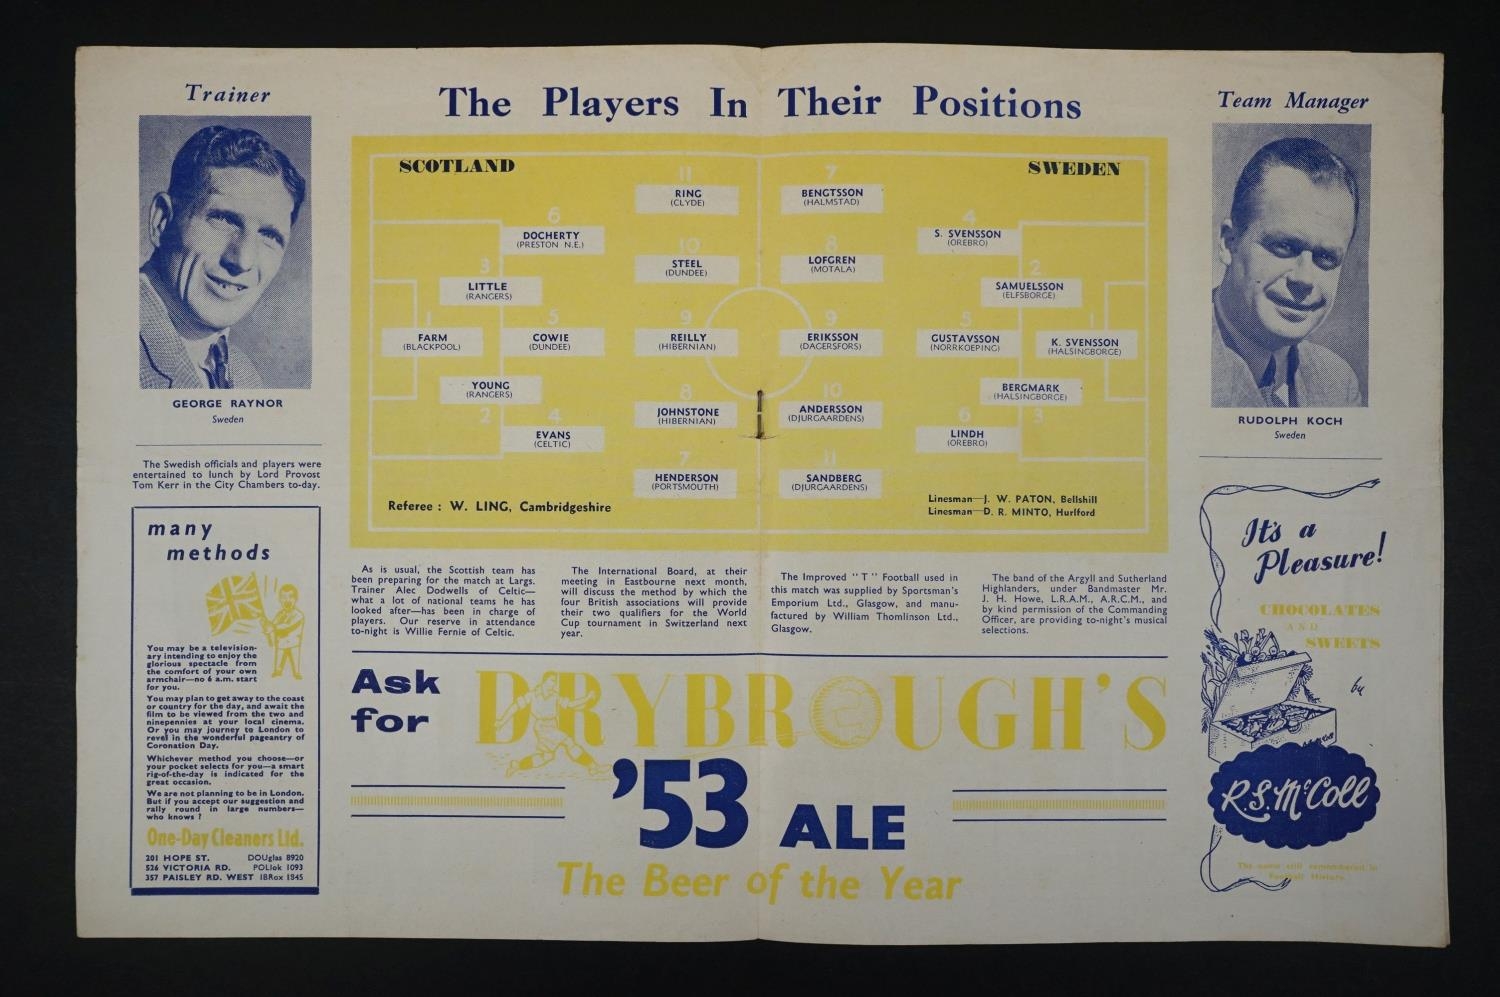 Trainer
GEORGE RAYNOR
Sweden
The Swedish officials and players were
entertained to lunch by Lord Provost
Tom Kerr in the City Chambers to-day.
many
methods
You may be a television-
ary intending to enjoy the
glorious spectacle from
the comfort of your own
armchair—no 6 a.m. start
for you.
You may plan to get away to the coast
or country for the day, and await the
film to be viewed from the two and
ninepennies at your local cinema.
Or you may journey to London to
revel in the wonderful pageantry of
Coronation Day.
Whichever method you choose—or
your pocket selects for you—a smart
rig-of-the-day is indicated for the
great occasion.
We are not planning to be in London.
But if you accept our suggestion and
rally round in large numbers—
who knows ?
One-Day Cleaners Ltd.
201 HOPE ST. DOUglas 8920
526 VICTORIA RD. POLlok 1093
357 PAISLEY RD. WEST IBRox 1845
The Players In Their Positions
SCOTLAND
SWEDEN
11
RING
(CLYDE)
7
BENGTSSON
(HALMSTAD)
6
DOCHERTY
(PRESTON N.E.)
4
S. SVENSSON
(OREBRO)
10
STEEL
(DUNDEE)
8
LOFGREN
(MOTALA)
3
LITTLE
(RANGERS)
2
SAMUELSSON
(ELFSBORGE)
1
FARM
(BLACKPOOL)
5
COWIE
(DUNDEE)
9
REILLY
(HIBERNIAN)
9
ERIKSSON
(DAGERSFORS)
5
GUSTAVSSON
(NORRKOEPING)
1
K. SVENSSON
(HALSINGBORGE)
YOUNG
(RANGERS)
2
BERGMARK
(HALSINGBORGE)
3
8
JOHNSTONE
(HIBERNIAN)
10
ANDERSSON
(DJURGAARDENS)
4
EVANS
(CELTIC)
6
LINDH
(OREBRO)
7
HENDERSON
(PORTSMOUTH)
11
SANDBERG
(DJURGAARDENS)
Referee : W. LING, Cambridgeshire
Linesman—J. W. PATON, Bellshill
Linesman—D. R. MINTO, Hurlford
As is usual, the Scottish team has
been preparing for the match at Largs.
Trainer Alec Dodwells of Celtic—
what a lot of national teams he has
looked after—has been in charge of
players. Our reserve in attendance
to-night is Willie Fernie of Celtic.
The International Board, at their
meeting in Eastbourne next month,
will discuss the method by which the
four British associations will provide
their two qualifiers for the World
Cup tournament in Switzerland next
year.
The Improved "T" Football used in
this match was supplied by Sportsman's
Emporium Ltd., Glasgow, and manu-
factured by William Thomlinson Ltd.,
Glasgow.
The band of the Argyll and Sutherland
Highlanders, under Bandmaster Mr.
J. H. Howe, L.R.A.M., A.R.C.M., and
by kind permission of the Commanding
Officer, are providing to-night's musical
selections.
Ask
for
DRYBROUGH'S
'53 ALE
The Beer of the Year
Team Manager
RUDOLPH KOCH
Sweden
It's a
Pleasure!
CHOCOLATES
AND
SWEETS
by
R.S. McColl
The name still remembered in
Football History.